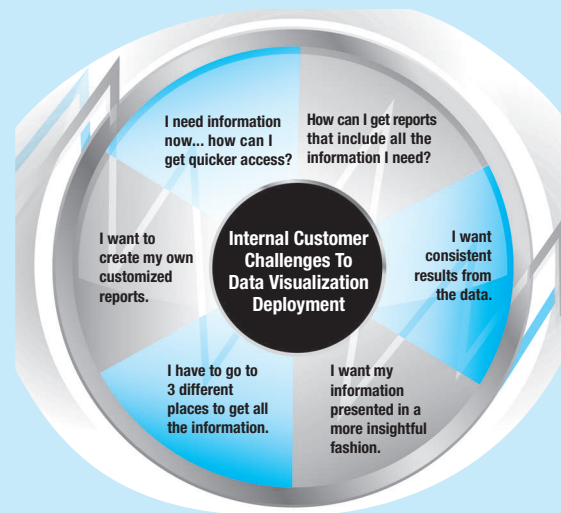 Internal Customer
Challenges To
Data Visualization
Deployment
I need information
now... how can I
get quicker access?
How can I get reports
that include all the
information I need?
I want
consistent
results from
the data.
I want my
information
presented in a
more insightful
fashion.
I have to go to
3 different
places to get all
the information.
I want to
create my own
customized
reports.